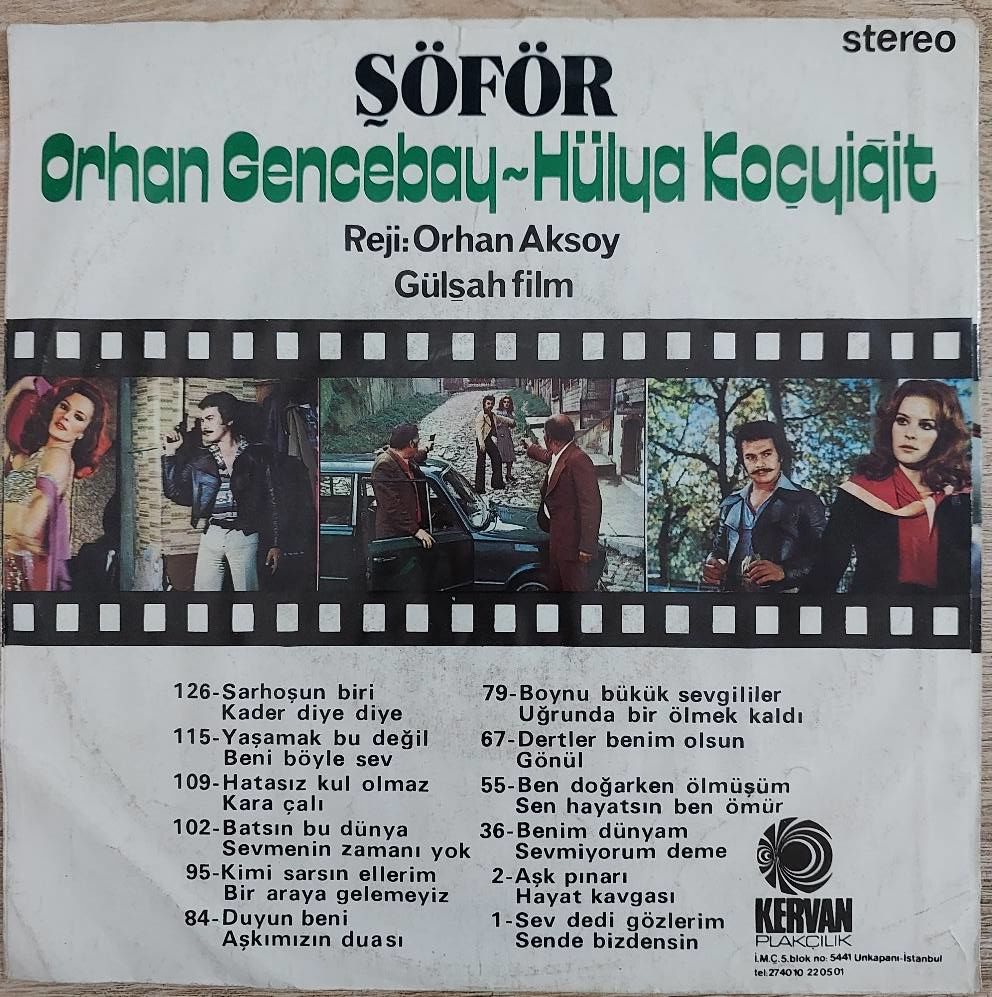 stereo
ŞÖFÖR
Orhan Gencebay~Hülya Koçyiğit
Reji: Orhan Aksoy
Gülşah film
126-Sarhoşun biri
Kader diye diye
115-Yaşamak bu değil
Beni böyle sev
109-Hatasız kul olmaz
Kara çalı
102-Batsın bu dünya
Sevmenin zamanı yok
95-Kimi sarsın ellerim
Bir araya gelemeyiz
84-Duyun beni
Aşkımızın duası
79-Boynu bükük sevgililer
Uğrunda bir ölmek kaldı
67-Dertler benim olsun
Gönül
55-Ben doğarken ölmüşüm
Sen hayatsın ben ömür
36-Benim dünyam
Sevmiyorum deme
2-Aşk pınarı
Hayat kavgası
1-Sev dedi gözlerim
Sende bizdensin
KERVAN
PLAKÇILIK
İ.M.Ç.5.blok no: 5441 Unkapanı-İstanbul
tel:274010 220501